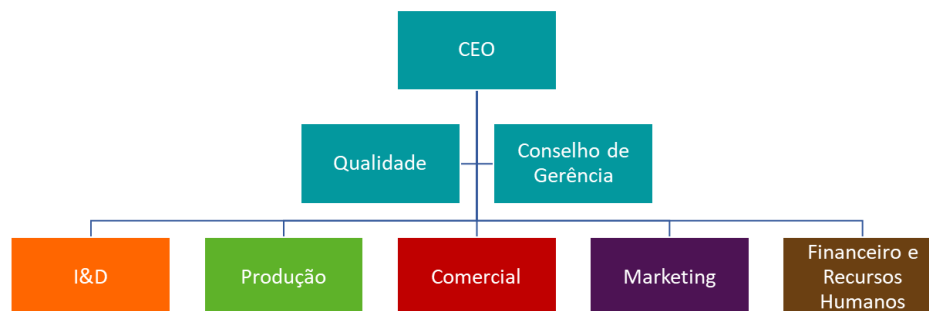 CEO
Qualidade
Conselho de
Gerência
I&D
Produção
Comercial
Marketing
Financeiro e
Recursos
Humanos